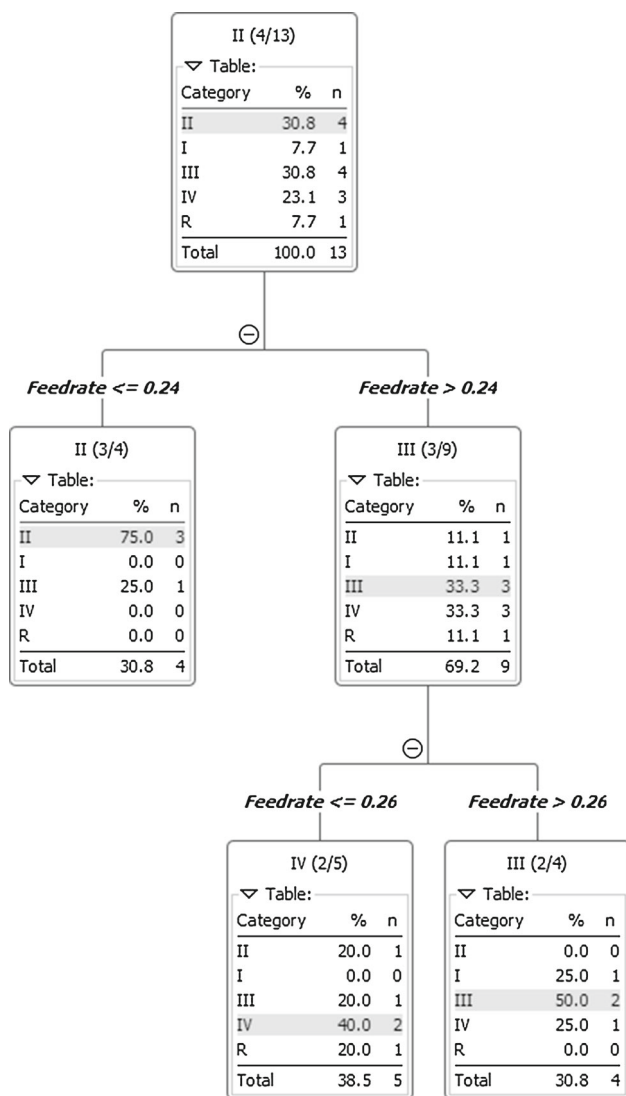 II (4/13)
Table:
Category % n
II 30.8 4
I 7.7 1
III 30.8 4
IV 23.1 3
R 7.7 1
Total 100.0 13
Feedrate <= 0.24
Feedrate > 0.24
II (3/4)
Table:
Category % n
II 75.0 3
I 0.0 0
III 25.0 1
IV 0.0 0
R 0.0 0
Total 30.8 4
III (3/9)
Table:
Category % n
II 11.1 1
I 11.1 1
III 33.3 3
IV 33.3 3
R 11.1 1
Total 69.2 9
Feedrate <= 0.26
Feedrate > 0.26
IV (2/5)
Table:
Category % n
II 20.0 1
I 0.0 0
III 20.0 1
IV 40.0 2
R 20.0 1
Total 38.5 5
III (2/4)
Table:
Category % n
II 0.0 0
I 25.0 1
III 50.0 2
IV 25.0 1
R 0.0 0
Total 30.8 4